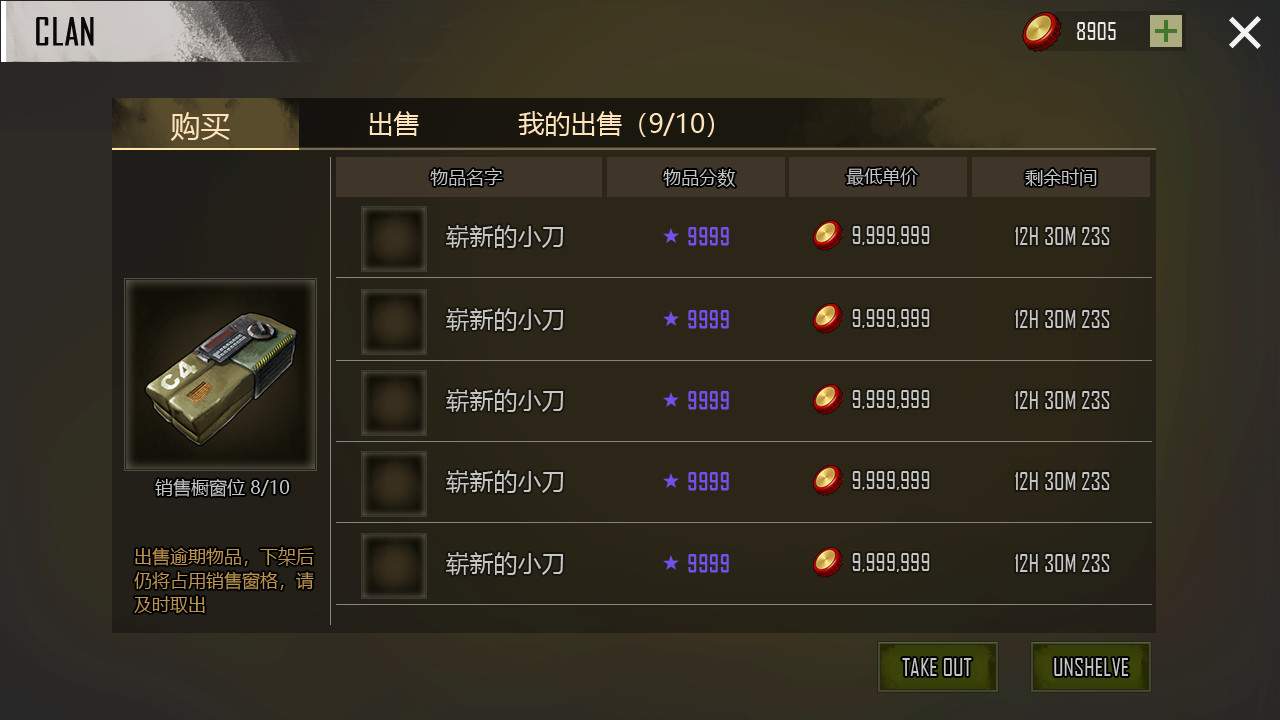 CLAN
8905
购买
出售
我的出售（9/10）
物品名字
物品分数
最低单价
剩余时间
崭新的小刀
★ 9999
9,999,999
12H 30M 23S
崭新的小刀
★ 9999
9,999,999
12H 30M 23S
崭新的小刀
★ 9999
9,999,999
12H 30M 23S
崭新的小刀
★ 9999
9,999,999
12H 30M 23S
崭新的小刀
★ 9999
9,999,999
12H 30M 23S
C4
销售橱窗位 8/10
出售逾期物品，下架后
仍将占用销售窗格，请
及时取出
TAKE OUT
UNSHELVE